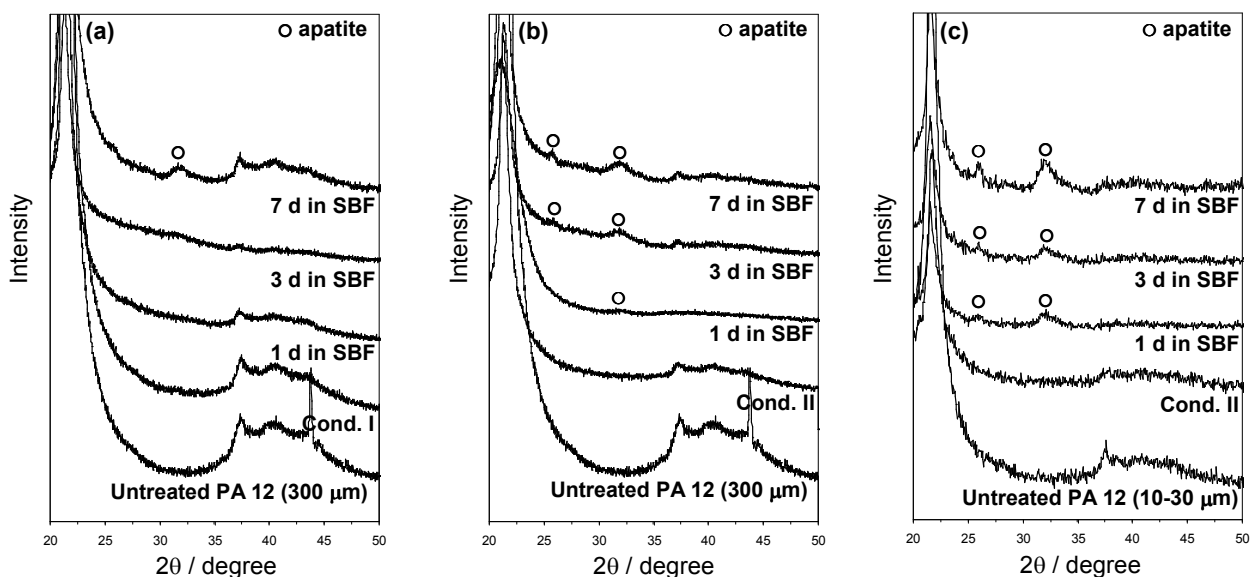 (a)
O apatite
7 d in SBF
3 d in SBF
1 d in SBF
Cond. I
Untreated PA 12 (300 μm)
Intensity
20 25 30 35 40 45 50
2θ / degree
(b)
O apatite
7 d in SBF
3 d in SBF
1 d in SBF
Cond. II
Untreated PA 12 (300 μm)
Intensity
20 25 30 35 40 45 50
2θ / degree
(c)
O apatite
7 d in SBF
3 d in SBF
1 d in SBF
Cond. II
Untreated PA 12 (10-30 μm)
Intensity
20 25 30 35 40 45 50
2θ / degree